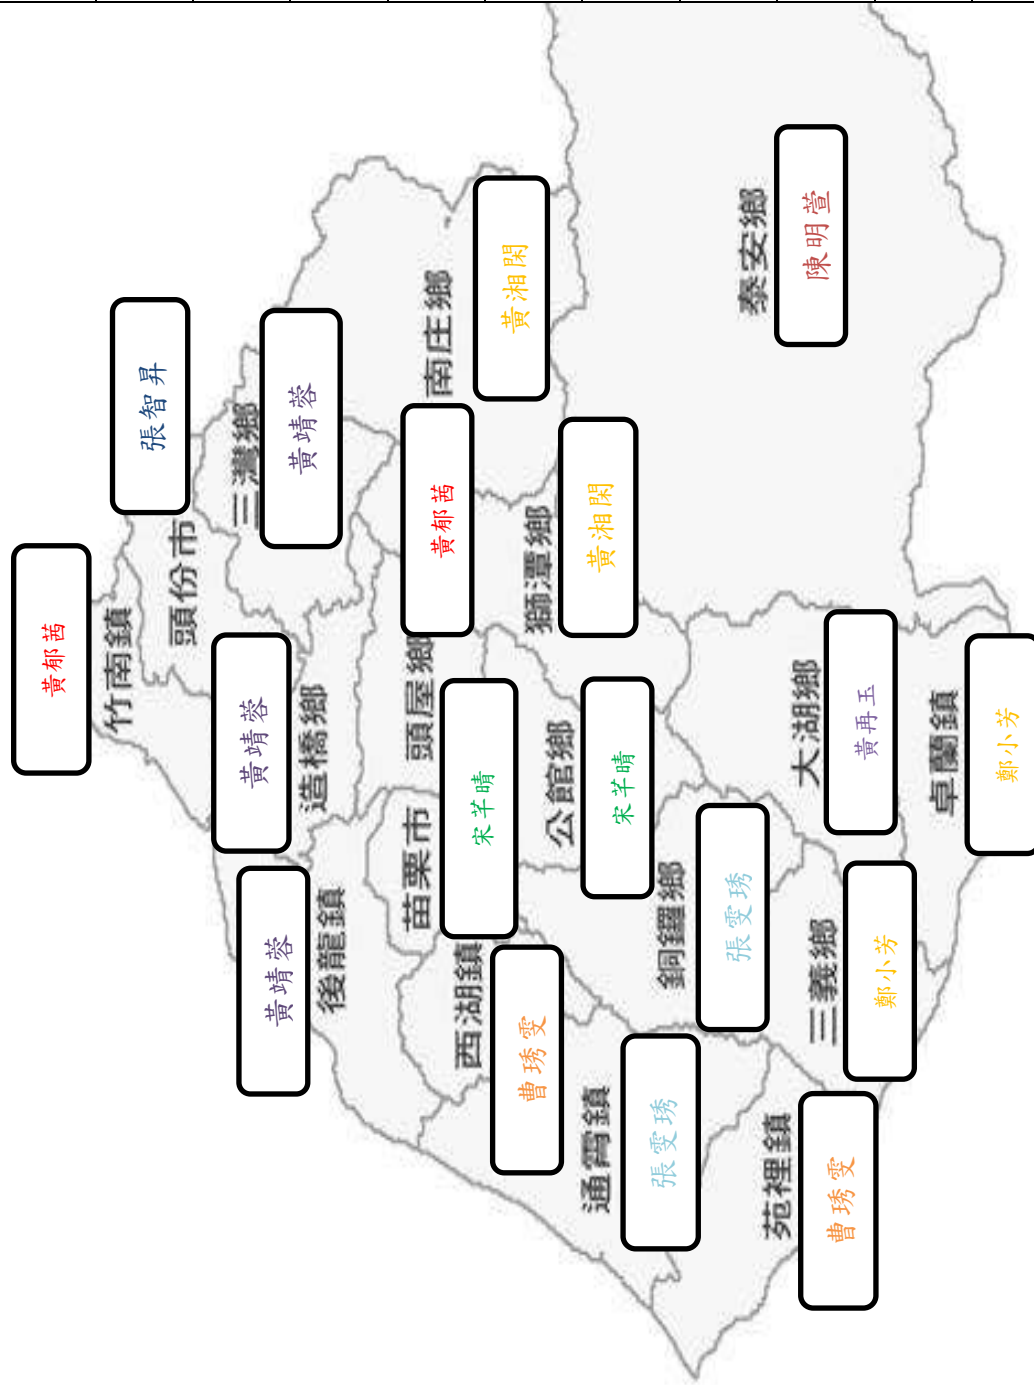 黃郁茜
竹南鎮
張智昇
頭份市
三灣鄉
黃靖蓉
黃靖蓉
造橋鄉
黃靖蓉
後龍鎮
南庄鄉
黃湘閑
黃郁茜
頭屋鄉
苗栗市
宋芊晴
西湖鎮
曹琇雯
獅潭鄉
黃湘閑
公館鄉
宋芊晴
通霄鎮
張雯琇
銅鑼鄉
張雯琇
泰安鄉
陳明萱
大湖鄉
黃再玉
三義鄉
鄭小芳
苑裡鎮
曹琇雯
卓蘭鎮
鄭小芳